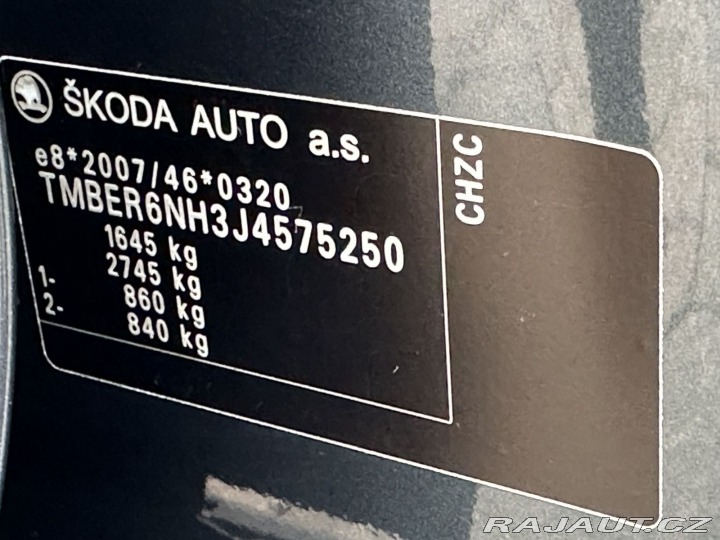 ŠKODA AUTO a.s.
e8*2007/46*0320
TMBER6NH3J4575250
1645 kg
2745 kg
1- 860 kg
2- 840 kg
CHZC
RAJAUT.CZ